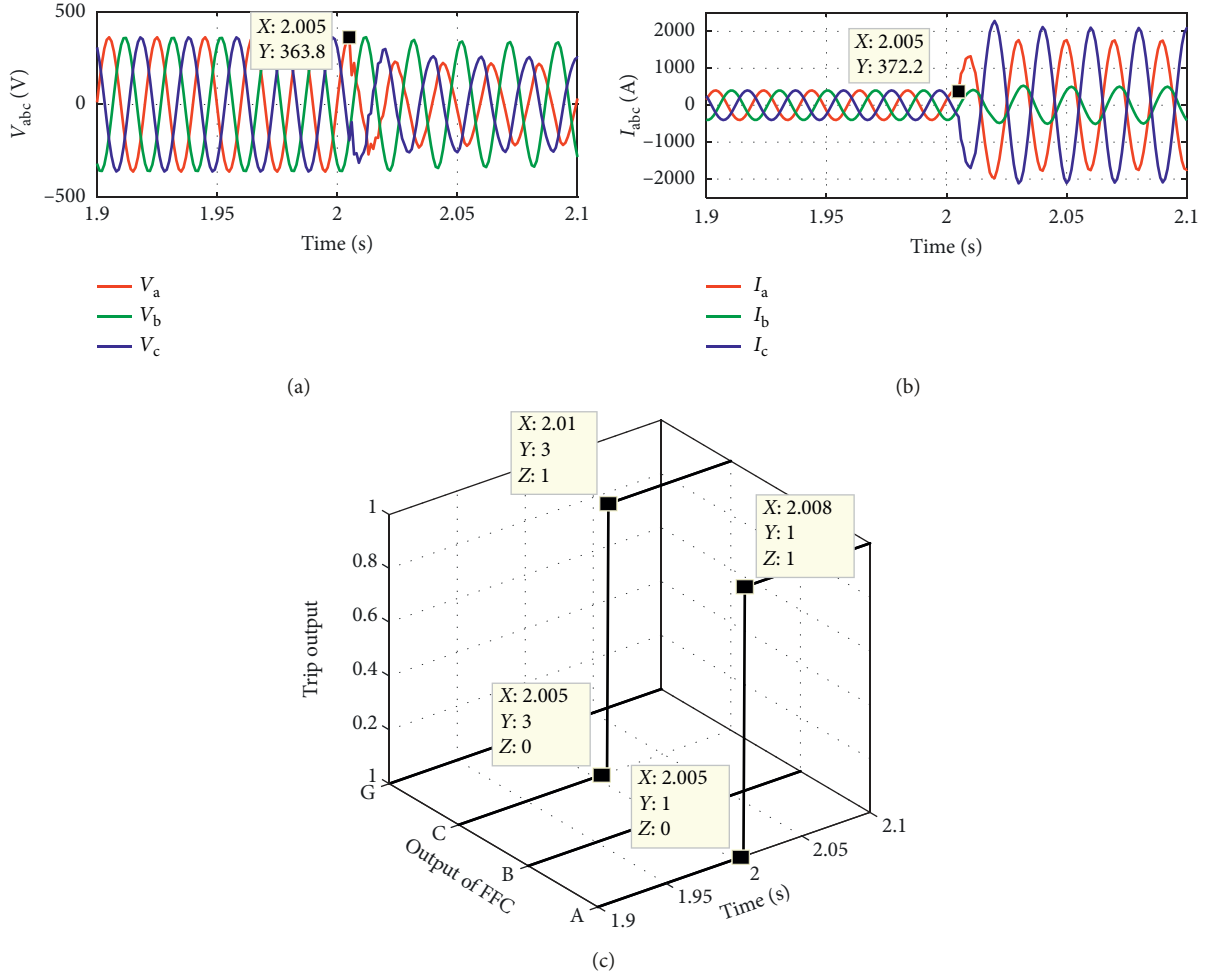 500
0
−500
V_abc (V)
X: 2.005
Y: 363.8
1.9
1.95
2
2.05
2.1
Time (s)
V_a
V_b
V_c
(a)
2000
1000
0
−1000
−2000
I_abc (A)
X: 2.005
Y: 372.2
1.9
1.95
2
2.05
2.1
Time (s)
I_a
I_b
I_c
(b)
X: 2.01
Y: 3
Z: 1
X: 2.008
Y: 1
Z: 1
X: 2.005
Y: 3
Z: 0
X: 2.005
Y: 1
Z: 0
1
0.8
0.6
0.4
0.2
1
Trip output
G
C
B
A
Output of FFC
1.9
1.95
2
2.05
2.1
Time (s)
(c)